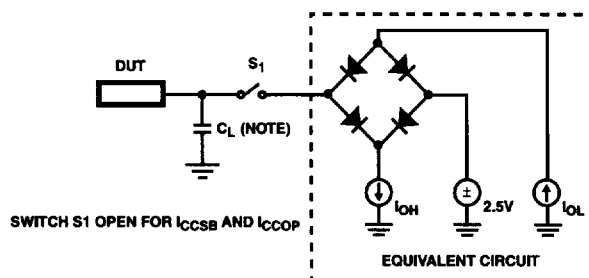 DUT
S1
CL (NOTE)
IOH
±
2.5V
IOL
SWITCH S1 OPEN FOR ICCSB AND ICCOP
EQUIVALENT CIRCUIT